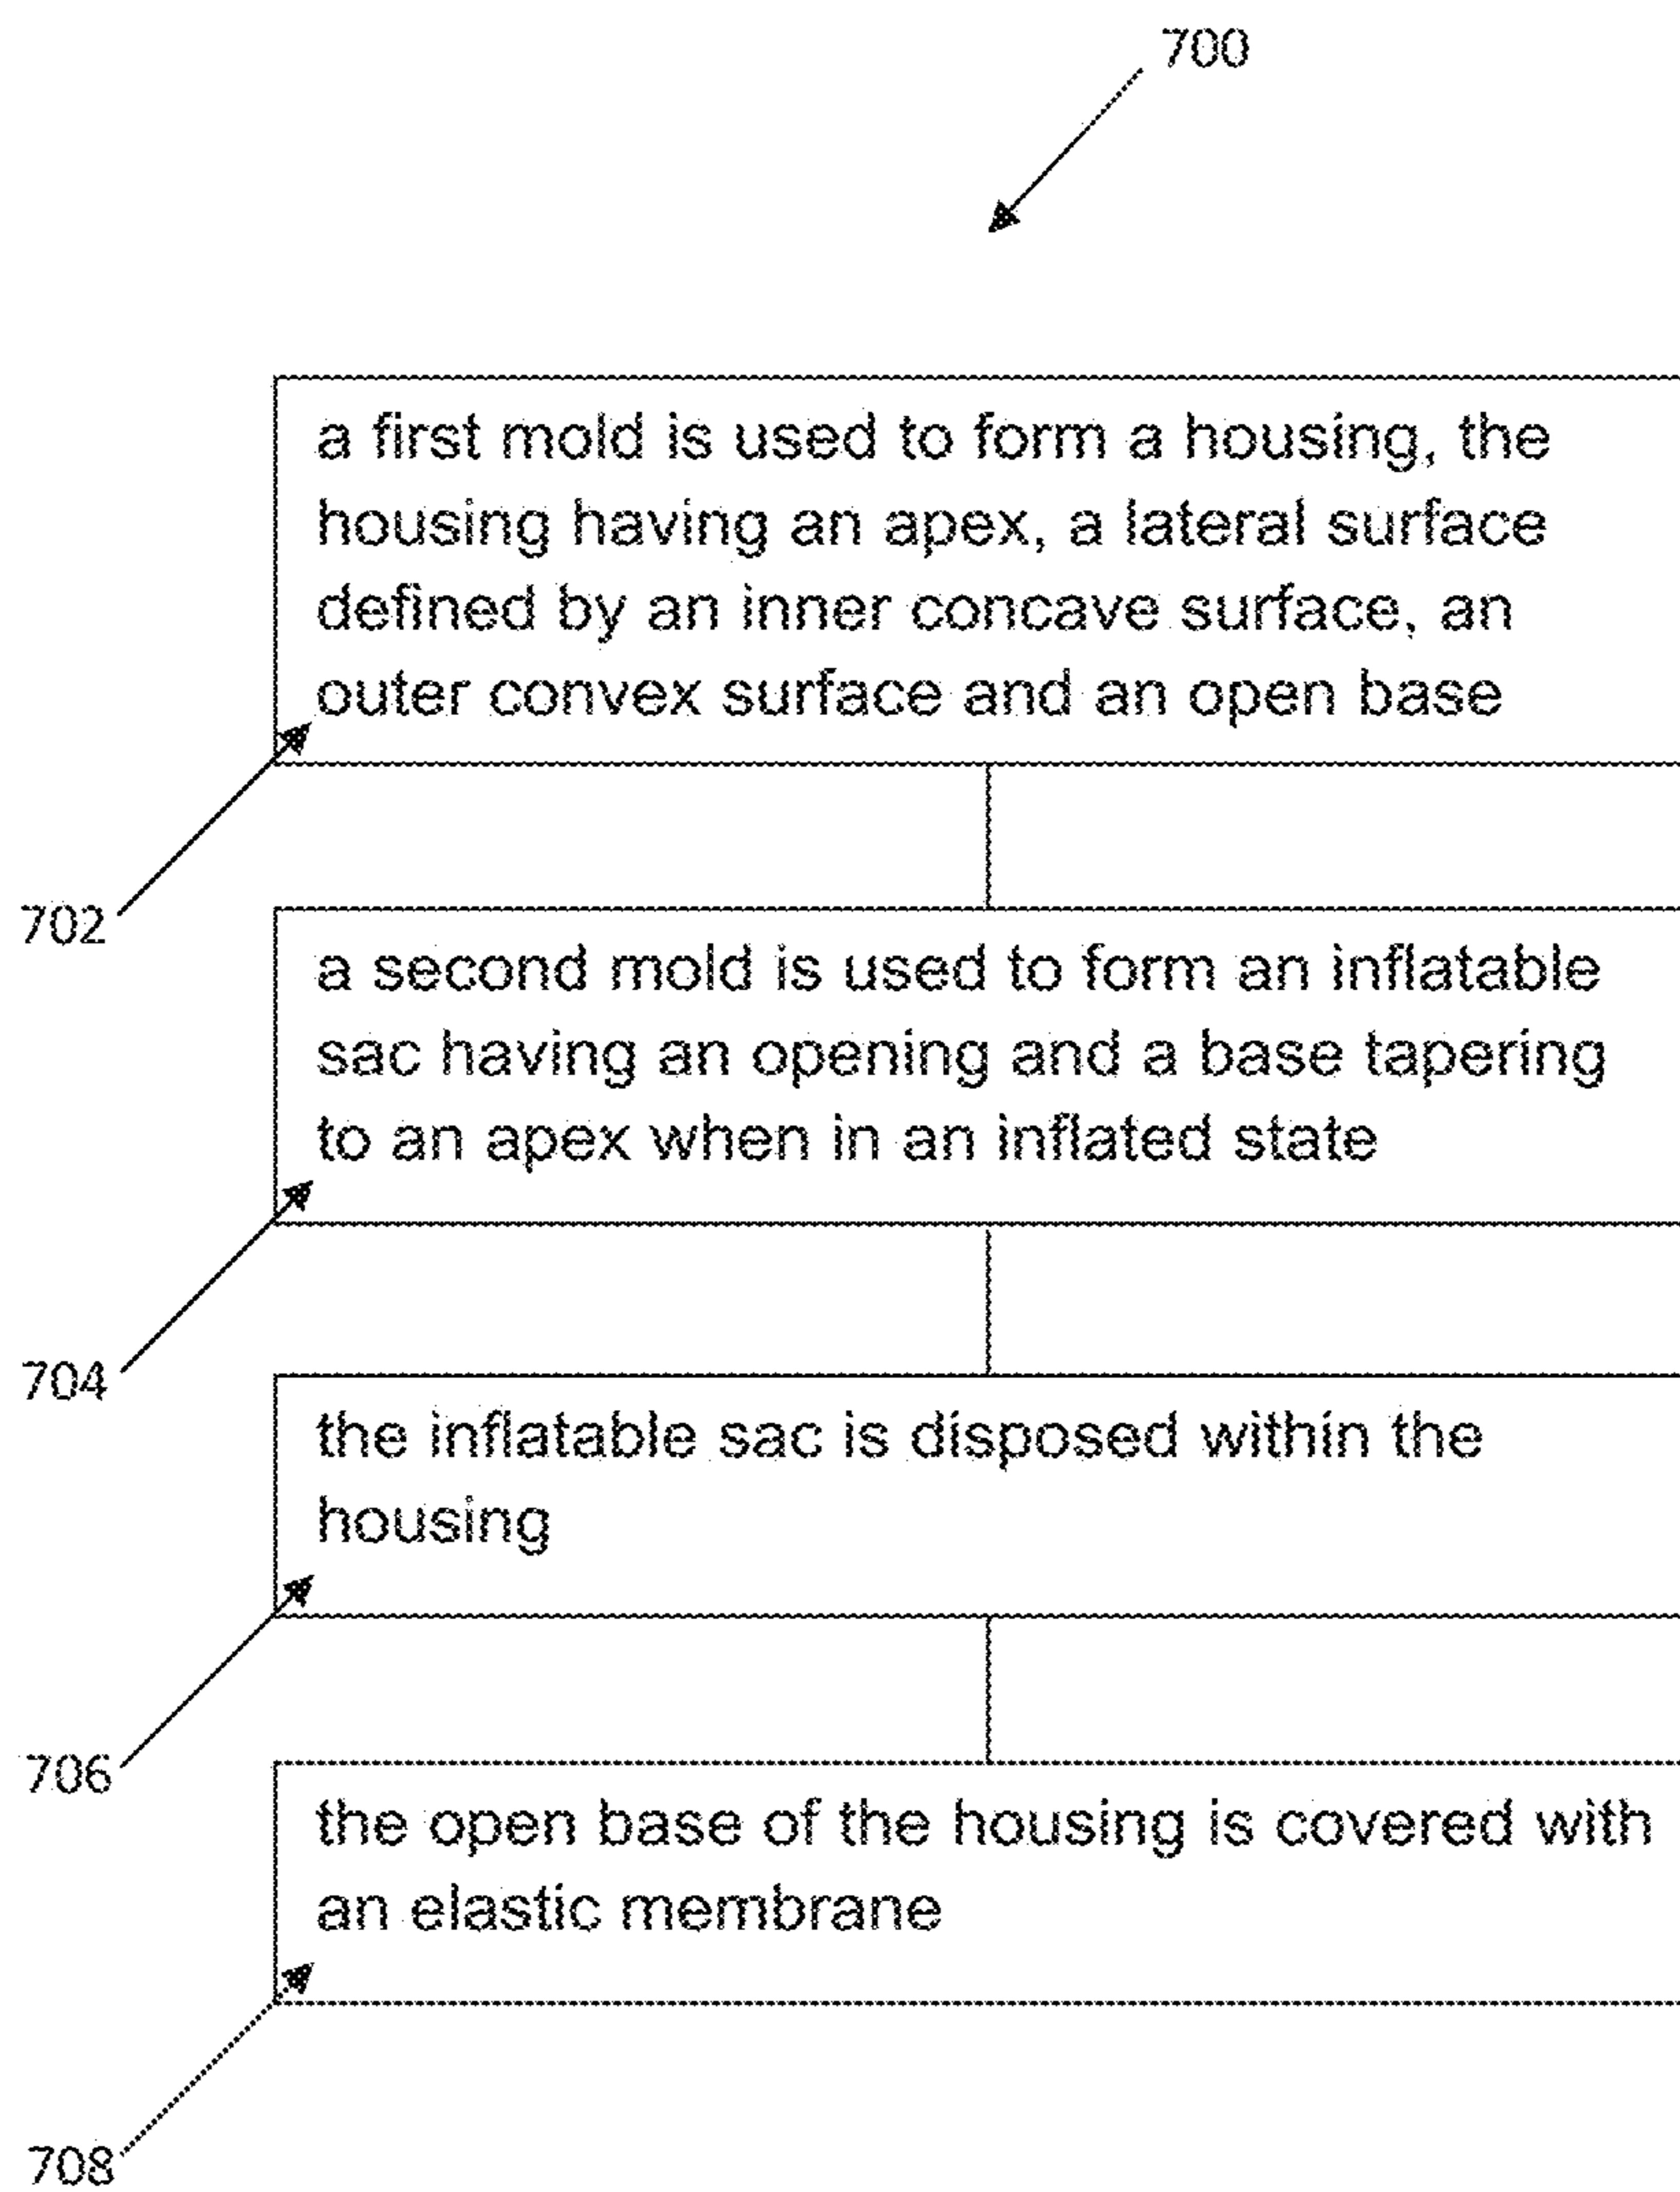 700
a first mold is used to form a housing, the
housing having an apex, a lateral surface
defined by an inner concave surface, an
outer convex surface and an open base
702
a second mold is used to form an inflatable
sac having an opening and a base tapering
to an apex when in an inflated state
704
the inflatable sac is disposed within the
housing
706
the open base of the housing is covered with
an elastic membrane
708